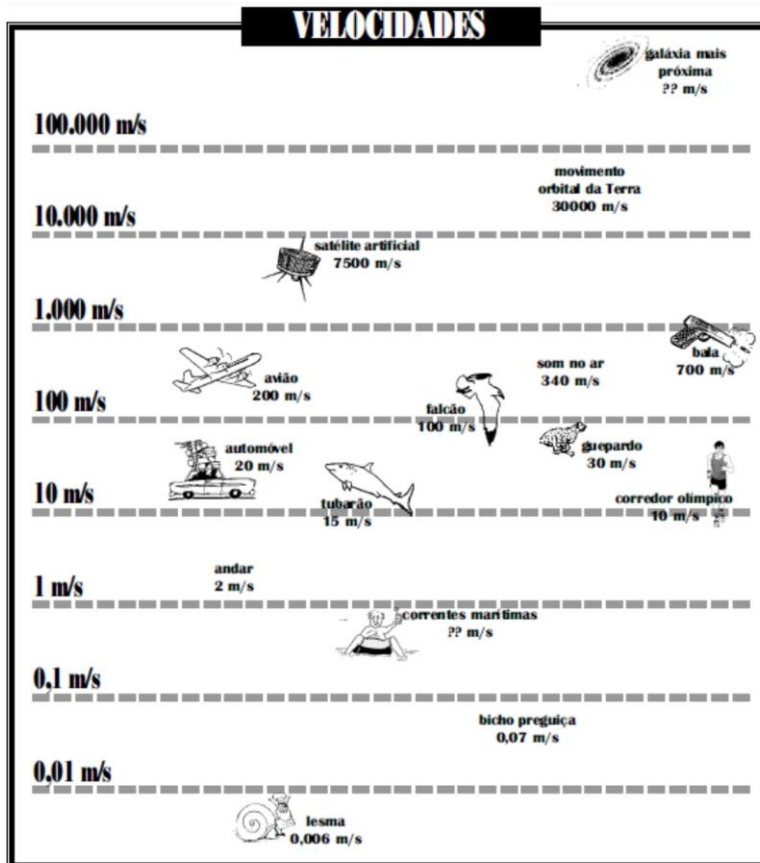 VELOCIDADES
galáxia mais
próxima
?? m/s
100.000 m/s
movimento
orbital da Terra
30000 m/s
10.000 m/s
satélite artificial
7500 m/s
1.000 m/s
bala
700 m/s
som no ar
340 m/s
avião
200 m/s
100 m/s
falcão
100 m/s
guepardo
30 m/s
automóvel
20 m/s
10 m/s
tubarão
15 m/s
corredor olímpico
10 m/s
andar
2 m/s
1 m/s
correntes marítimas
?? m/s
0,1 m/s
bicho preguiça
0,07 m/s
0,01 m/s
lesma
0,006 m/s